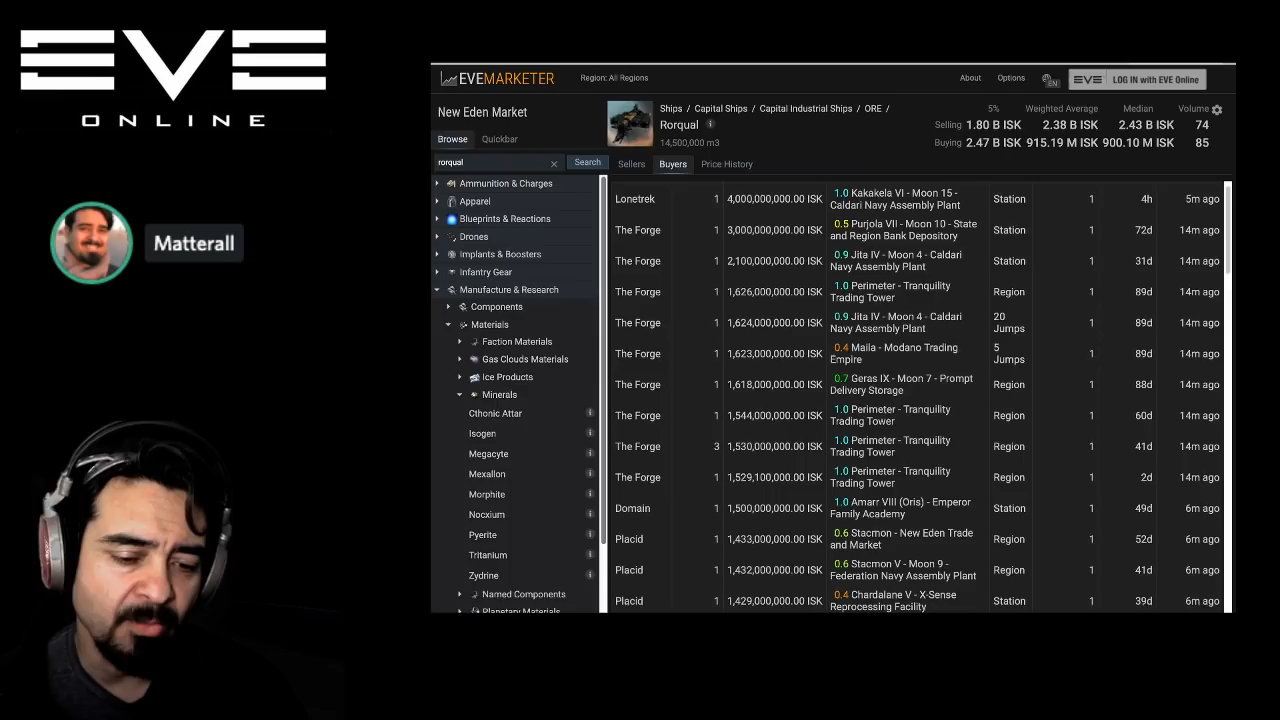 EVE
ONLINE
Matterall
EVEMARKETER
Region: All Regions
About
Options
EN
EVE
LOG IN with EVE Online
New Eden Market
Browse
Quickbar
rorqual
Search
Ammunition & Charges
Apparel
Blueprints & Reactions
Drones
Implants & Boosters
Infantry Gear
Manufacture & Research
Components
Materials
Faction Materials
Gas Clouds Materials
Ice Products
Minerals
Cthonic Attar
Isogen
Megacyte
Mexallon
Morphite
Nocxium
Pyerite
Tritanium
Zydrine
Named Components
Planetary Materials
Ships / Capital Ships / Capital Industrial Ships / ORE /
Rorqual
14,500,000 m3
5% Weighted Average Median Volume
Selling 1.80 B ISK 2.38 B ISK 2.43 B ISK 74
Buying 2.47 B ISK 915.19 M ISK 900.10 M ISK 85
Sellers Buyers Price History
Lonetrek 1 4,000,000,000.00 ISK 1.0 Kakakela VI - Moon 15 - Station 1 4h 5m ago
Caldari Navy Assembly Plant
The Forge 1 3,000,000,000.00 ISK 0.5 Purjola VII - Moon 10 - State Station 1 72d 14m ago
and Region Bank Depository
The Forge 1 2,100,000,000.00 ISK 0.9 Jita IV - Moon 4 - Caldari Station 1 31d 14m ago
Navy Assembly Plant
The Forge 1 1,626,000,000.00 ISK 1.0 Perimeter - Tranquility Region 1 89d 14m ago
Trading Tower
The Forge 1 1,624,000,000.00 ISK 0.9 Jita IV - Moon 4 - Caldari 20 1 89d 14m ago
Navy Assembly Plant Jumps
The Forge 1 1,623,000,000.00 ISK 0.4 Maila - Modano Trading 5 1 89d 14m ago
Empire Jumps
The Forge 1 1,618,000,000.00 ISK 0.7 Geras IX - Moon 7 - Prompt Region 1 88d 14m ago
Delivery Storage
The Forge 1 1,544,000,000.00 ISK 1.0 Perimeter - Tranquility Region 1 60d 14m ago
Trading Tower
The Forge 3 1,530,000,000.00 ISK 1.0 Perimeter - Tranquility Region 1 41d 14m ago
Trading Tower
The Forge 1 1,529,100,000.00 ISK 1.0 Perimeter - Tranquility Region 1 2d 14m ago
Trading Tower
Domain 1 1,500,000,000.00 ISK 1.0 Amarr VIII (Oris) - Emperor Station 1 49d 6m ago
Family Academy
Placid 1 1,433,000,000.00 ISK 0.6 Stacmon - New Eden Trade Region 1 52d 6m ago
and Market
Placid 1 1,432,000,000.00 ISK 0.6 Stacmon V - Moon 9 - Region 1 41d 6m ago
Federation Navy Assembly Plant
Placid 1 1,429,000,000.00 ISK 0.4 Chardalane V - X-Sense Station 1 39d 6m ago
Reprocessing Facility